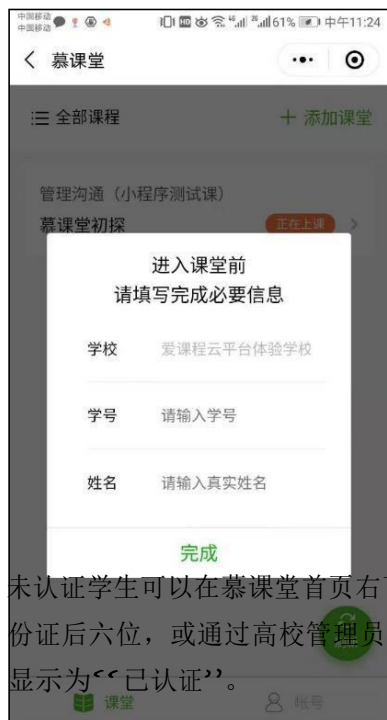 中国移动
中国移动
HD 46 26 61% 中午11:24
慕课堂
全部课程
+ 添加课堂
管理沟通（小程序测试课）
慕课堂初探
正在上课
进入课堂前
请填写完成必要信息
学校 爱课程云平台体验学校
学号 请输入学号
姓名 请输入真实姓名
完成
未认证学生可以在慕课堂首页右
份证后六位，或通过高校管理员
显示为“已认证”。
课堂
帐号